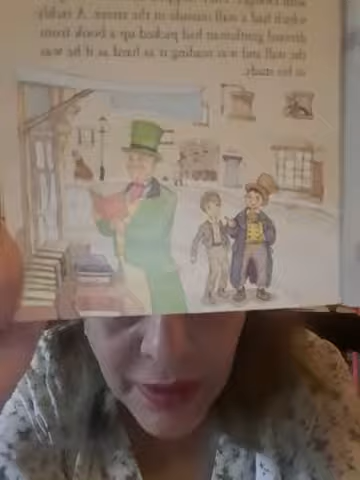 which had a stall outside in the street. A
dressed gentleman had picked up a book from
the stall and was reading it as hard as if he was
in his study.